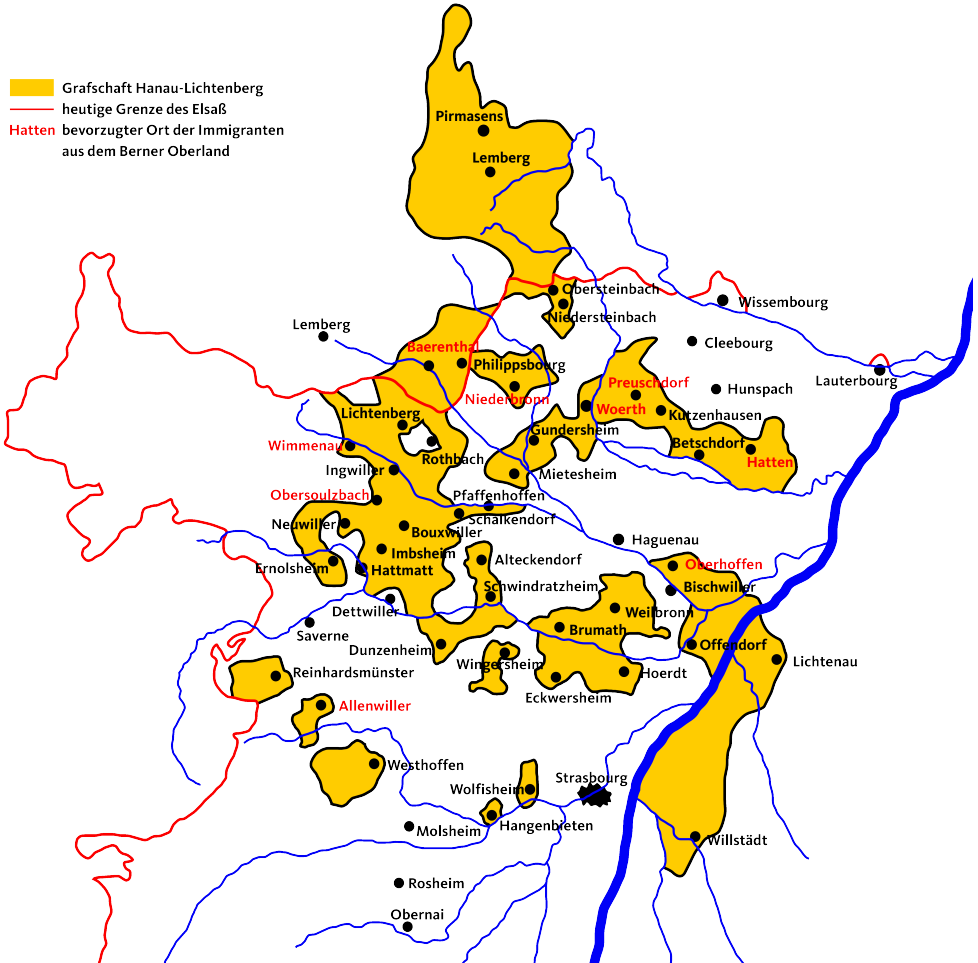 Grafschaft Hanau-Lichtenberg
heutige Grenze des Elsaß
Hatten bevorzugter Ort der Immigranten
aus dem Berner Oberland
Pirmasens
Lemberg
Obersteinbach
Wissembourg
Niedersteinbach
Lemberg
Cleebourg
Baerenthal
Philippsbourg
Lauterbourg
Preuschdorf
Hunspach
Niederbronn
Woerth
Kutzenhausen
Lichtenberg
Gundersheim
Betschdorf
Wimmenau
Rothbach
Hatten
Ingwiller
Mietesheim
Obersoulzbach
Pfaffenhoffen
Schalkendorf
Neuwiller
Bouxwiller
Haguenau
Imbsheim
Alteckendorf
Oberhoffen
Ernolsheim
Hattmatt
Schwindratzheim
Bischwiller
Dettwiller
Weilbronn
Saverne
Brumath
Dunzenheim
Offendorf
Wingersheim
Lichtenau
Reinhardsmünster
Hoerdt
Eckwersheim
Allenwiller
Westhoffen
Strasbourg
Wolfisheim
Hangenbieten
Molsheim
Willstädt
Rosheim
Obernai